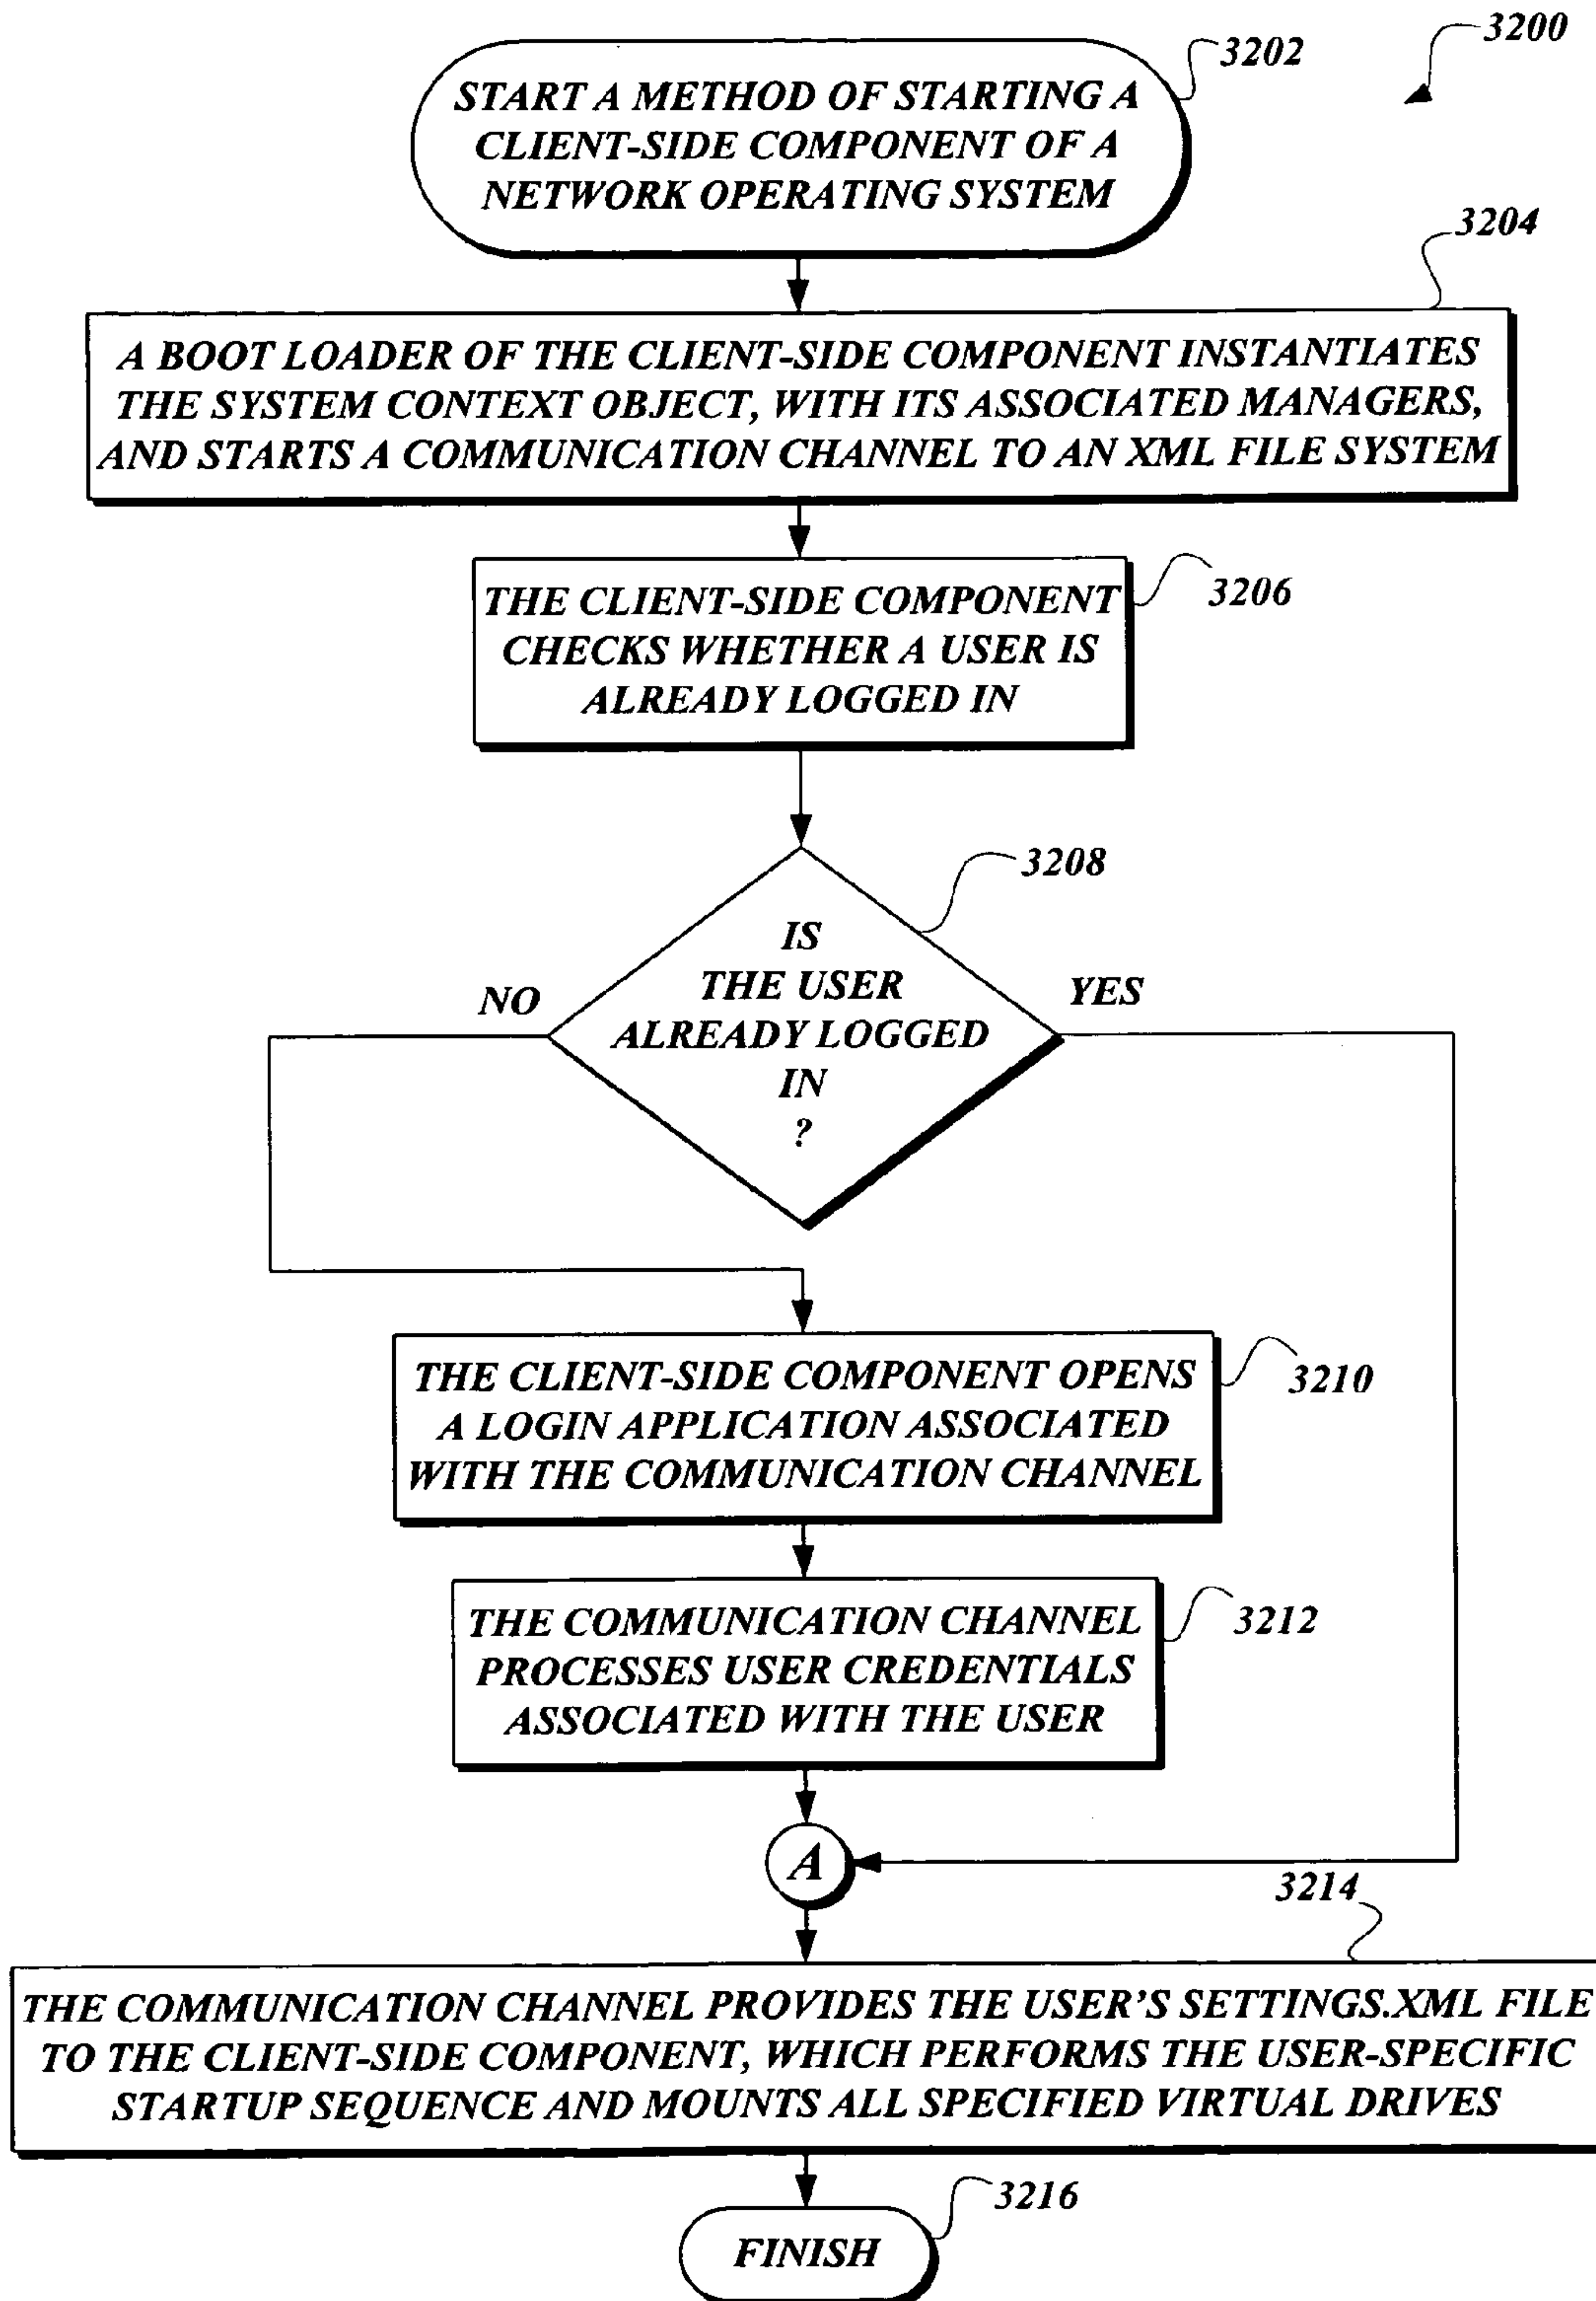 3200
3202
START A METHOD OF STARTING A
CLIENT-SIDE COMPONENT OF A
NETWORK OPERATING SYSTEM
3204
A BOOT LOADER OF THE CLIENT-SIDE COMPONENT INSTANTIATES
THE SYSTEM CONTEXT OBJECT, WITH ITS ASSOCIATED MANAGERS,
AND STARTS A COMMUNICATION CHANNEL TO AN XML FILE SYSTEM
3206
THE CLIENT-SIDE COMPONENT
CHECKS WHETHER A USER IS
ALREADY LOGGED IN
3208
IS
THE USER
ALREADY LOGGED
IN
?
NO
YES
3210
THE CLIENT-SIDE COMPONENT OPENS
A LOGIN APPLICATION ASSOCIATED
WITH THE COMMUNICATION CHANNEL
3212
THE COMMUNICATION CHANNEL
PROCESSES USER CREDENTIALS
ASSOCIATED WITH THE USER
A
3214
THE COMMUNICATION CHANNEL PROVIDES THE USER'S SETTINGS.XML FILE
TO THE CLIENT-SIDE COMPONENT, WHICH PERFORMS THE USER-SPECIFIC
STARTUP SEQUENCE AND MOUNTS ALL SPECIFIED VIRTUAL DRIVES
3216
FINISH